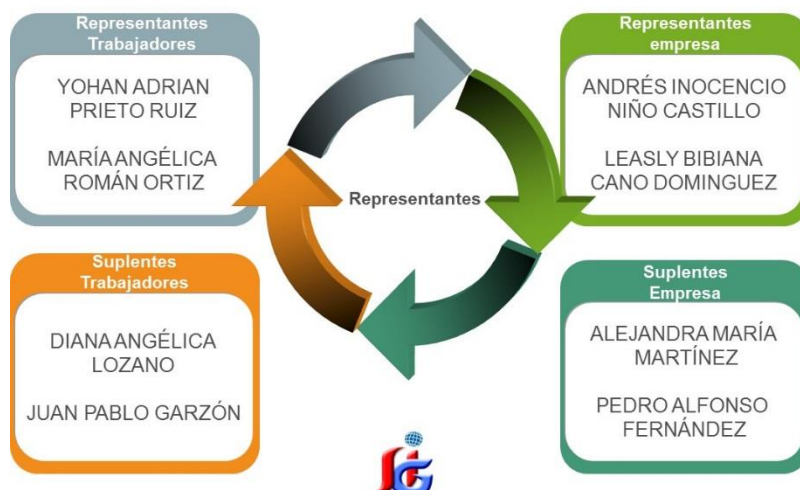 Representantes
Trabajadores
YOHAN ADRIAN
PRIETO RUIZ
MARÍA ANGÉLICA
ROMÁN ORTIZ
Representantes
empresa
ANDRÉS INOCENCIO
NIÑO CASTILLO
LEASLY BIBIANA
CANO DOMINGUEZ
Representantes
Suplentes
Trabajadores
DIANA ANGÉLICA
LOZANO
JUAN PABLO GARZÓN
Suplentes
Empresa
ALEJANDRA MARÍA
MARTÍNEZ
PEDRO ALFONSO
FERNÁNDEZ